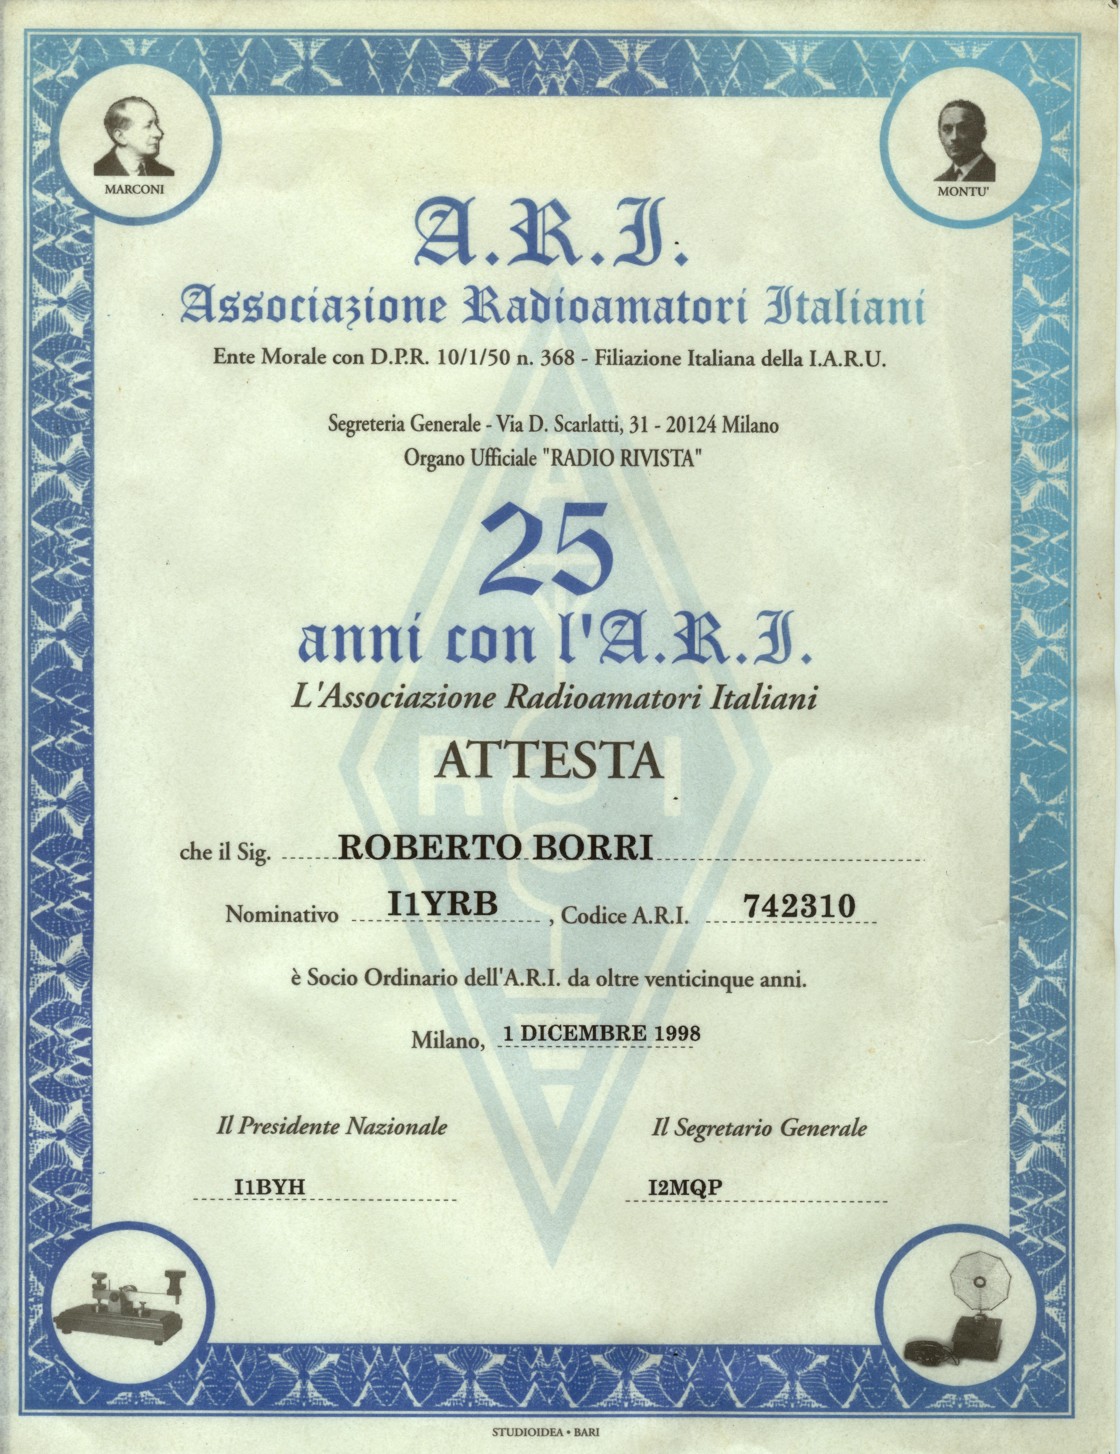 MARCONI
MONTU'
A.R.I.
Associazione Radioamatori Italiani
Ente Morale con D.P.R. 10/1/50 n. 368 - Filiazione Italiana della I.A.R.U.
Segreteria Generale - Via D. Scarlatti, 31 - 20124 Milano
Organo Ufficiale "RADIO RIVISTA"
25
anni con l'A.R.I.
L'Associazione Radioamatori Italiani
ATTESTA
che il Sig. ROBERTO BORRI
Nominativo I1YRB , Codice A.R.I. 742310
è Socio Ordinario dell'A.R.I. da oltre venticinque anni.
Milano, 1 DICEMBRE 1998
Il Presidente Nazionale Il Segretario Generale
I1BYH I2MQP
STUDIOIDEA • BARI
A
R I